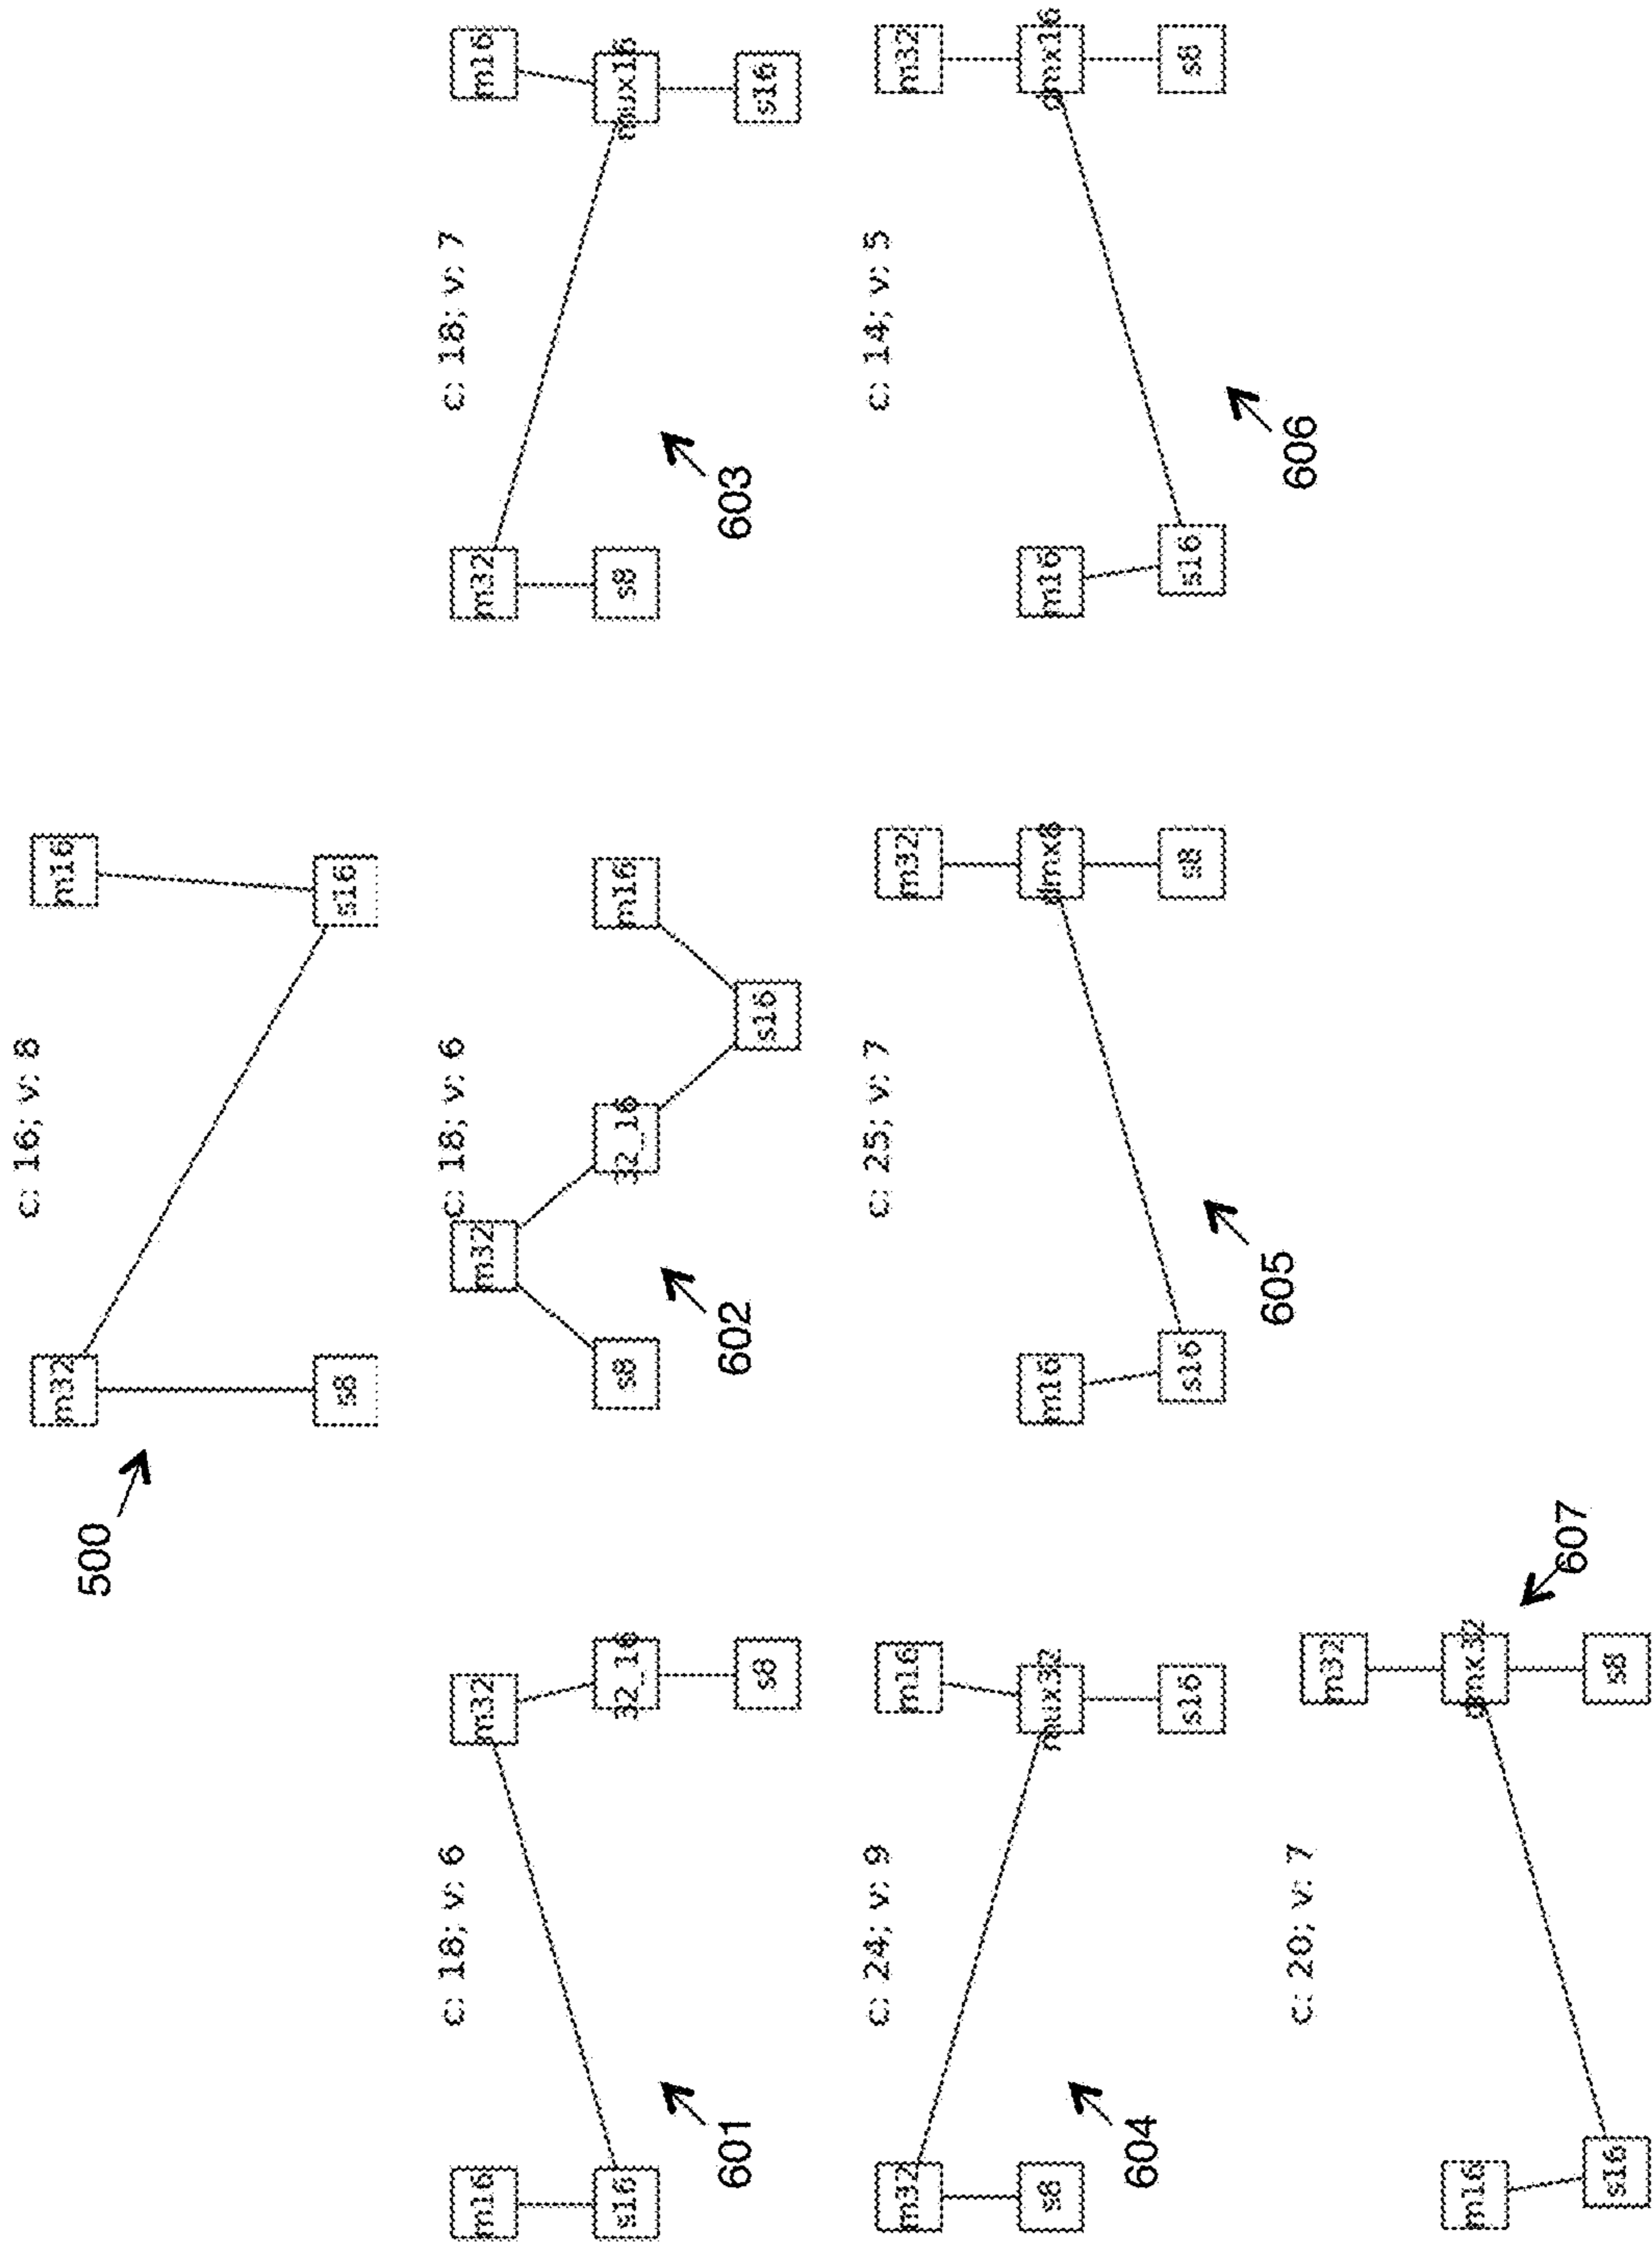 c: 16; v: 8
500
m32
m16
s8
s16
c: 18; v: 6
m16
m32
s16
32_16
s8
601
c: 18; v: 6
m32
s8
32_16
m16
s16
602
c: 18; v: 7
m32
m16
s8
mux16
s16
603
c: 24; v: 9
m32
m16
s8
mux32
s16
604
c: 25; v: 7
m32
m16
dmx8
s16
s8
605
c: 14; v: 5
m32
m16
dmx16
s16
s8
606
c: 20; v: 7
m32
m16
dmx32
s16
s8
607